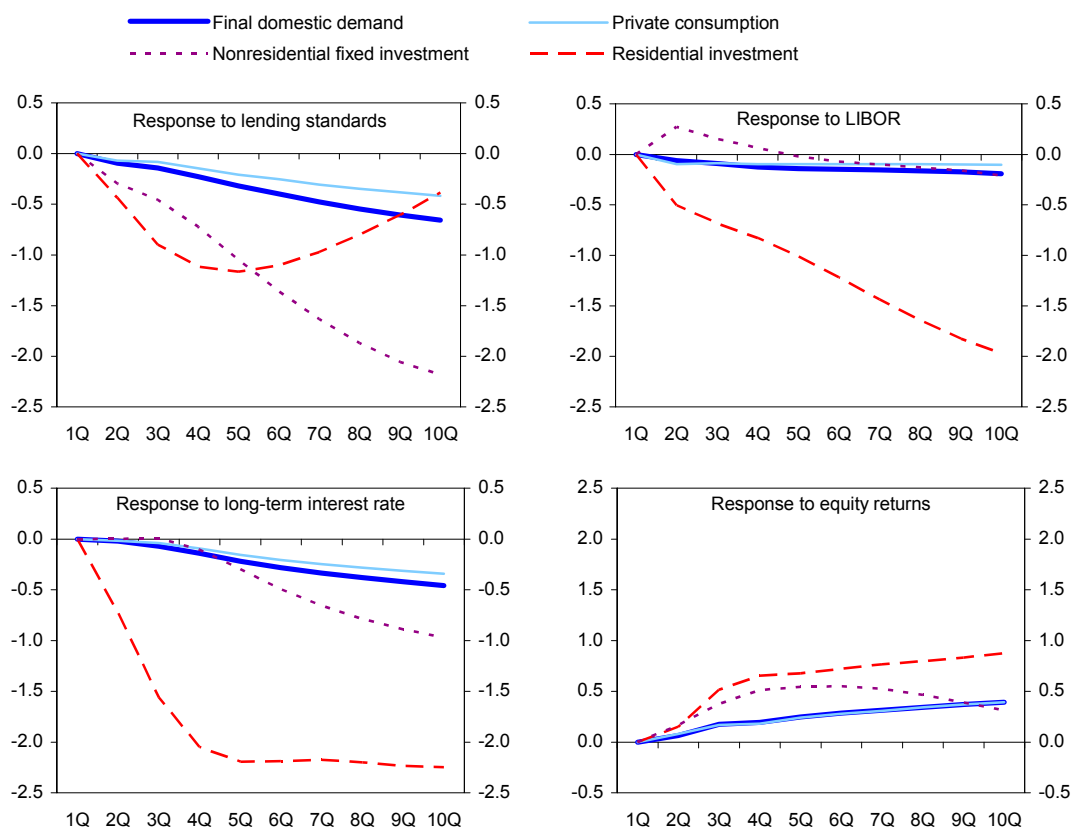 Final domestic demand Private consumption
Nonresidential fixed investment Residential investment
Response to lending standards
0.5 0.5
0.0 0.0
-0.5 -0.5
-1.0 -1.0
-1.5 -1.5
-2.0 -2.0
-2.5 -2.5
1Q 2Q 3Q 4Q 5Q 6Q 7Q 8Q 9Q 10Q
Response to LIBOR
0.5 0.5
0.0 0.0
-0.5 -0.5
-1.0 -1.0
-1.5 -1.5
-2.0 -2.0
-2.5 -2.5
1Q 2Q 3Q 4Q 5Q 6Q 7Q 8Q 9Q 10Q
Response to long-term interest rate
0.5 0.5
0.0 0.0
-0.5 -0.5
-1.0 -1.0
-1.5 -1.5
-2.0 -2.0
-2.5 -2.5
1Q 2Q 3Q 4Q 5Q 6Q 7Q 8Q 9Q 10Q
Response to equity returns
2.5 2.5
2.0 2.0
1.5 1.5
1.0 1.0
0.5 0.5
0.0 0.0
-0.5 -0.5
1Q 2Q 3Q 4Q 5Q 6Q 7Q 8Q 9Q 10Q